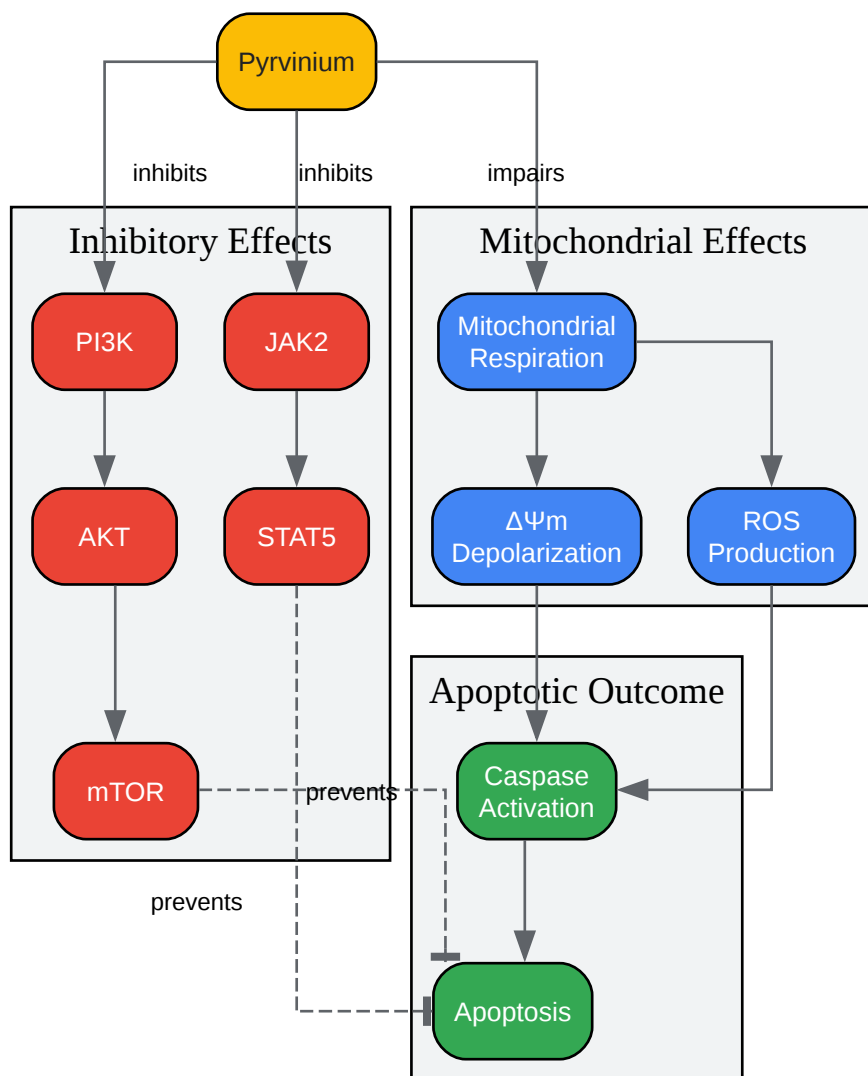 Pyrvinium
inhibits
inhibits
impairs
Inhibitory Effects
Mitochondrial Effects
PI3K
JAK2
Mitochondrial
Respiration
AKT
STAT5
ΔΨm
Depolarization
ROS
Production
Apoptotic Outcome
mTOR
prevents
Caspase
Activation
prevents
Apoptosis